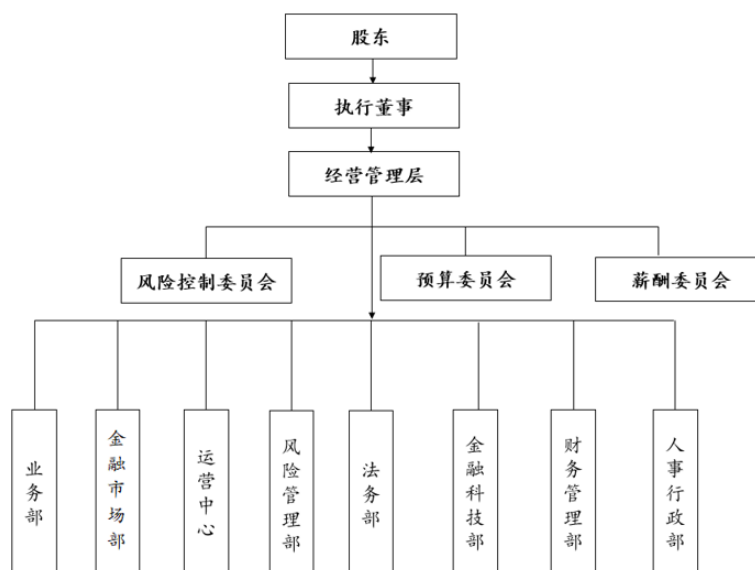 股东
执行董事
经营管理层
风险控制委员会
预算委员会
薪酬委员会
业务部
金融市场部
运营中心
风险管理部
法务部
金融科技部
财务管理部
人事行政部